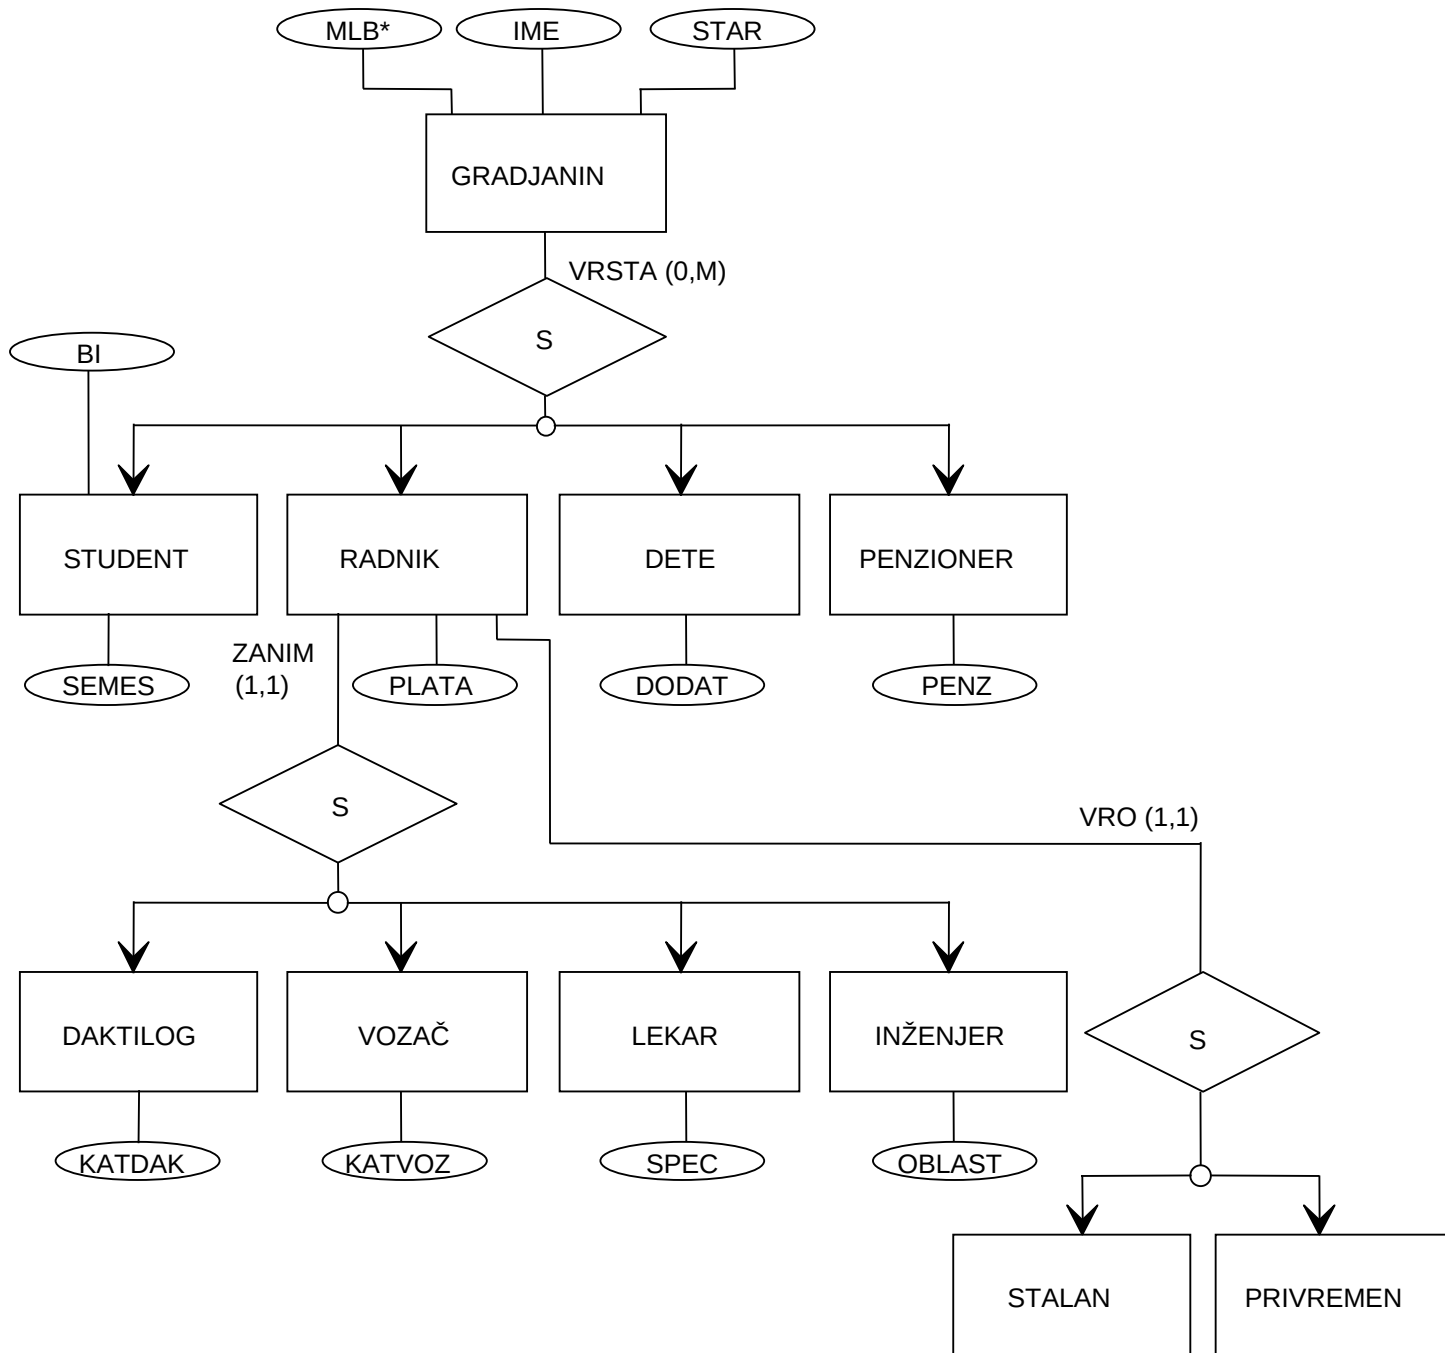 MLB*
IME
STAR
GRADJANIN
VRSTA (0,M)
S
BI
STUDENT
RADNIK
DETE
PENZIONER
ZANIM
(1,1)
SEMES
PLATA
DODAT
PENZ
S
VRO (1,1)
DAKTILOG
VOZAČ
LEKAR
INŽENJER
S
KATDAK
KATVOZ
SPEC
OBLAST
STALAN
PRIVREMEN